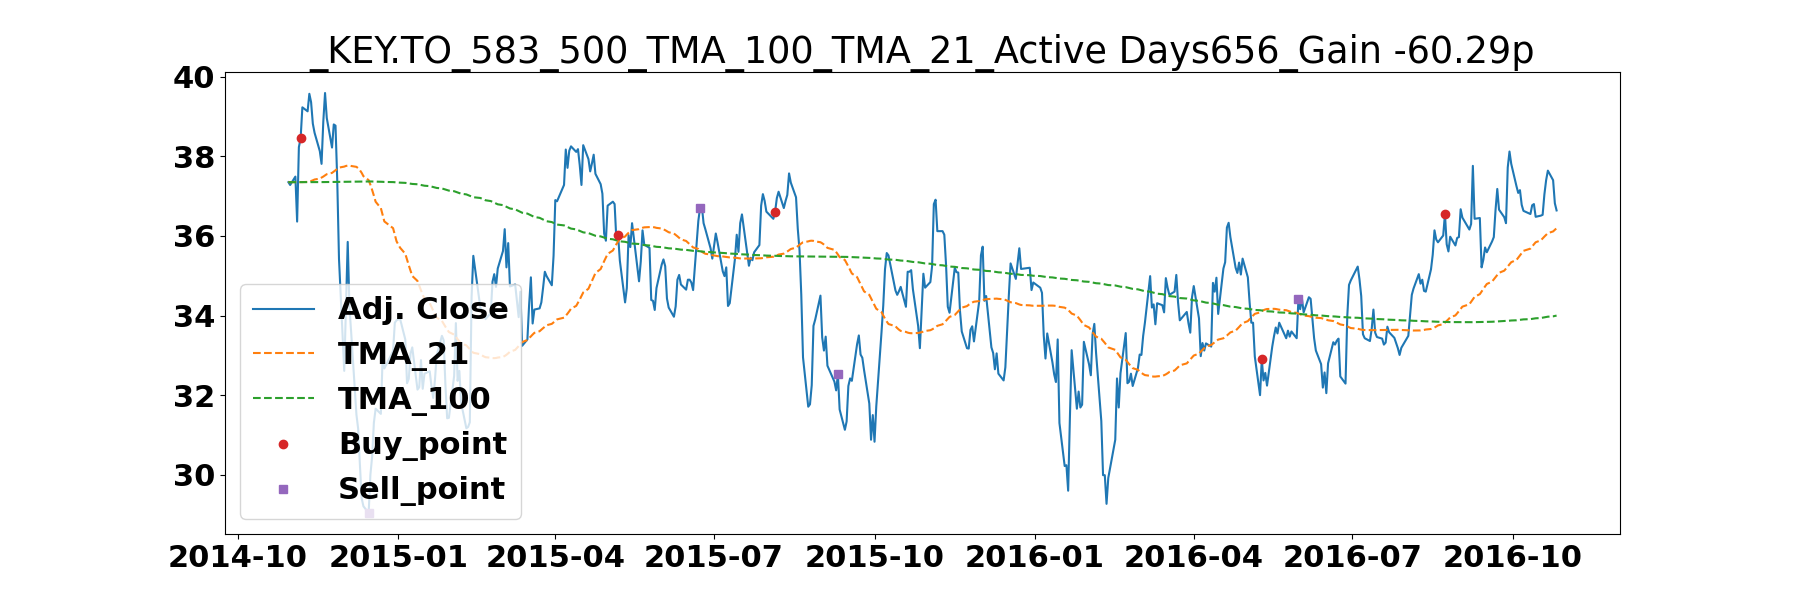 _KEY.TO_583_500_TMA_100_TMA_21_Active Days656_Gain -60.29p
40
38
36
34
32
30
Adj. Close
TMA_21
TMA_100
Buy_point
Sell_point
2014-10 2015-01 2015-04 2015-07 2015-10 2016-01 2016-04 2016-07 2016-10